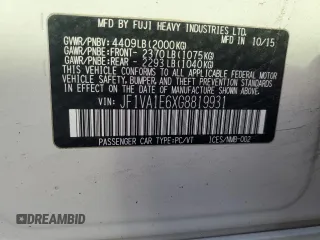 MFD BY FUJI HEAVY INDUSTRIES LTD. 10/15
GVWR/PNBV: 4409LB(2000KG)
GAWR/PNBE:FRONT- 2370LB(1075KG)
GAWR/PNBE:REAR - 2293LB(1040KG)
THIS VEHICLE CONFORMS TO ALL APPLICABLE
FEDERAL MOTOR VEHICLE SAFETY, BUMPER, AND
THEFT PREVENTION STANDARDS IN EFFECT ON
THE DATE OF MANUFACTURE SHOWN ABOVE.
VIN: JF1VA1E6XG8819931
TYPE: PASSENGER CAR TYPE:PC/VT 1CES/NMB-002
DREAMBID